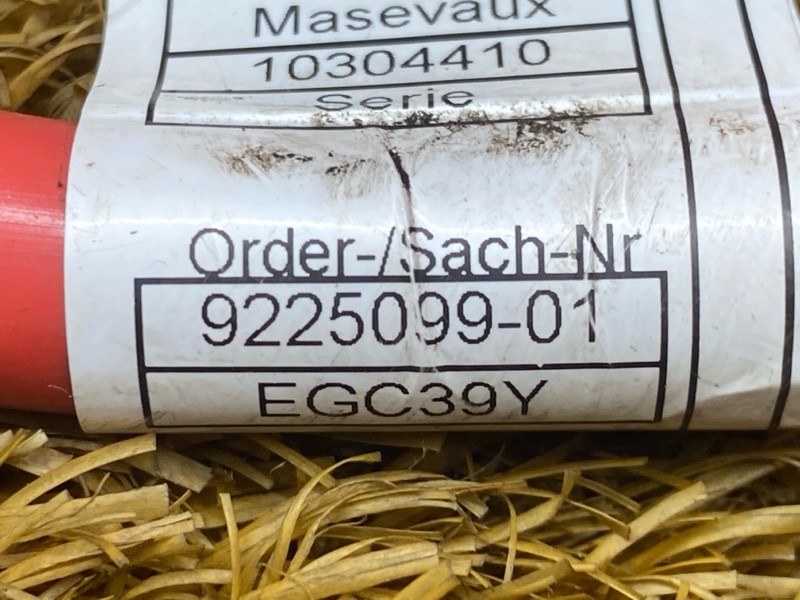 Masevaux
10304410
Serie
Order-/Sach-Nr
9225099-01
EGC39Y